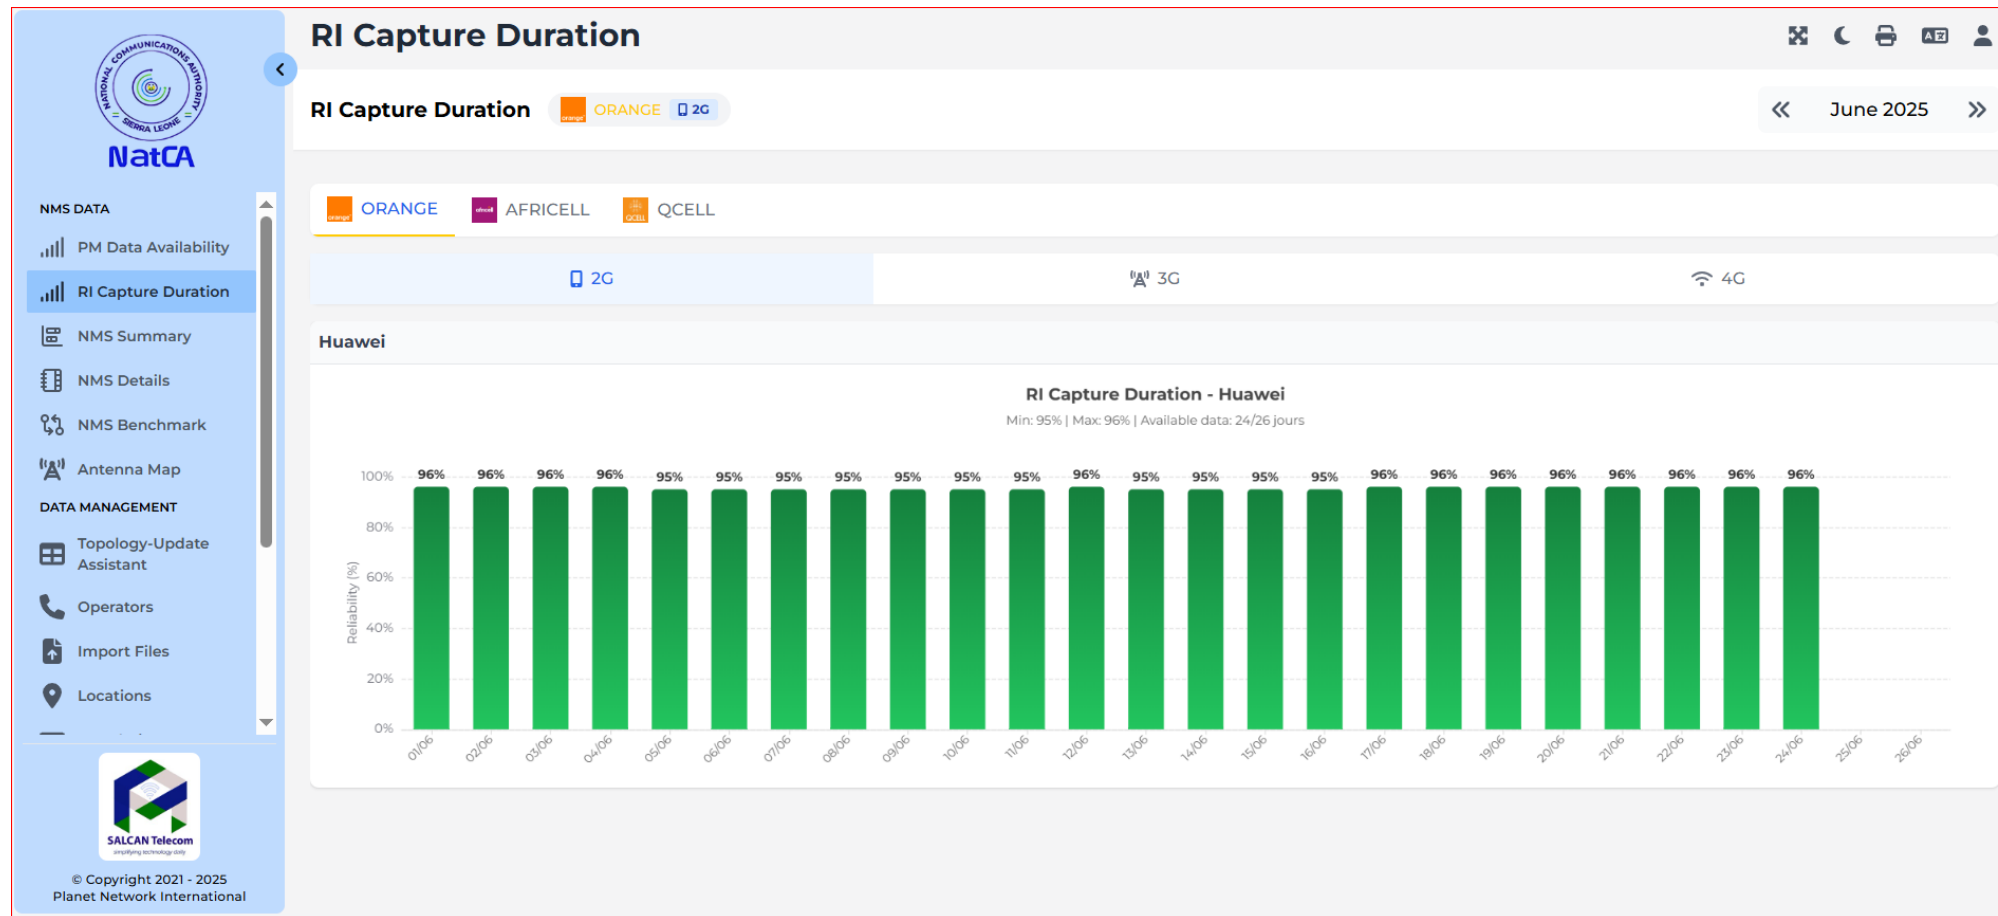 RI Capture Duration
NATIONAL COMMUNICATIONS AUTHORITY
SIERRA LEONE
NatCA
RI Capture Duration
orange
ORANGE
2G
June 2025
NMS DATA
PM Data Availability
RI Capture Duration
NMS Summary
NMS Details
NMS Benchmark
Antenna Map
DATA MANAGEMENT
Topology-Update
Assistant
Operators
Import Files
Locations
SALCAN Telecom
simplifying technology daily
© Copyright 2021 - 2025
Planet Network International
orange
ORANGE
africell
AFRICELL
QCELL
QCELL
2G
3G
4G
Huawei
RI Capture Duration - Huawei
Min: 95% | Max: 96% | Available data: 24/26 jours
Reliability (%)
100%
80%
60%
40%
20%
0%
96% 96% 96% 96% 95% 95% 95% 95% 95% 95% 95% 96% 95% 95% 95% 95% 96% 96% 96% 96% 96% 96% 96% 96%
01/06 02/06 03/06 04/06 05/06 06/06 07/06 08/06 09/06 10/06 11/06 12/06 13/06 14/06 15/06 16/06 17/06 18/06 19/06 20/06 21/06 22/06 23/06 24/06 25/06 26/06